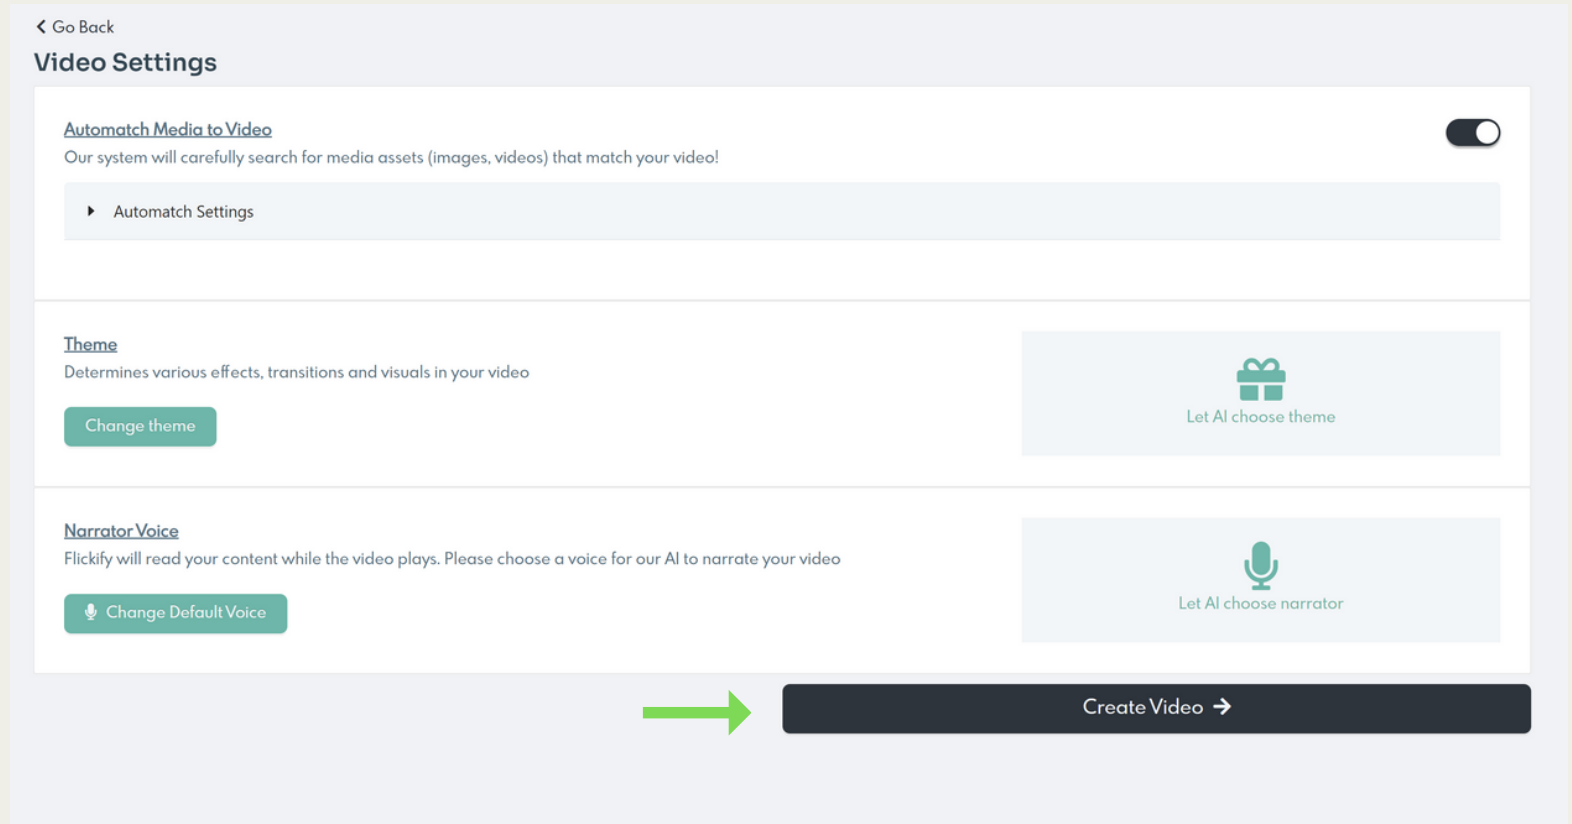 Go Back
Video Settings
Automatch Media to Video
Our system will carefully search for media assets (images, videos) that match your video!
Automatch Settings
Theme
Determines various effects, transitions and visuals in your video
Change theme
Let AI choose theme
Narrator Voice
Flickify will read your content while the video plays. Please choose a voice for our AI to narrate your video
Change Default Voice
Let AI choose narrator
Create Video